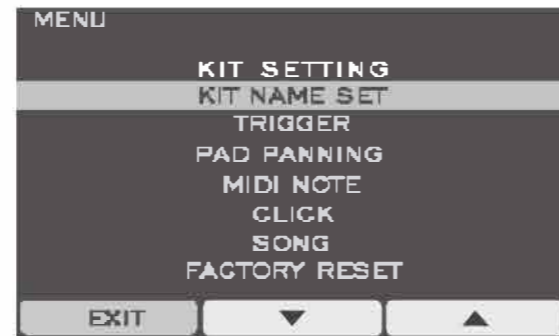 MENU
KIT SETTING
KIT NAME SET
TRIGGER
PAD PANNING
MIDI NOTE
CLICK
SONG
FACTORY RESET
EXIT ▼ ▲